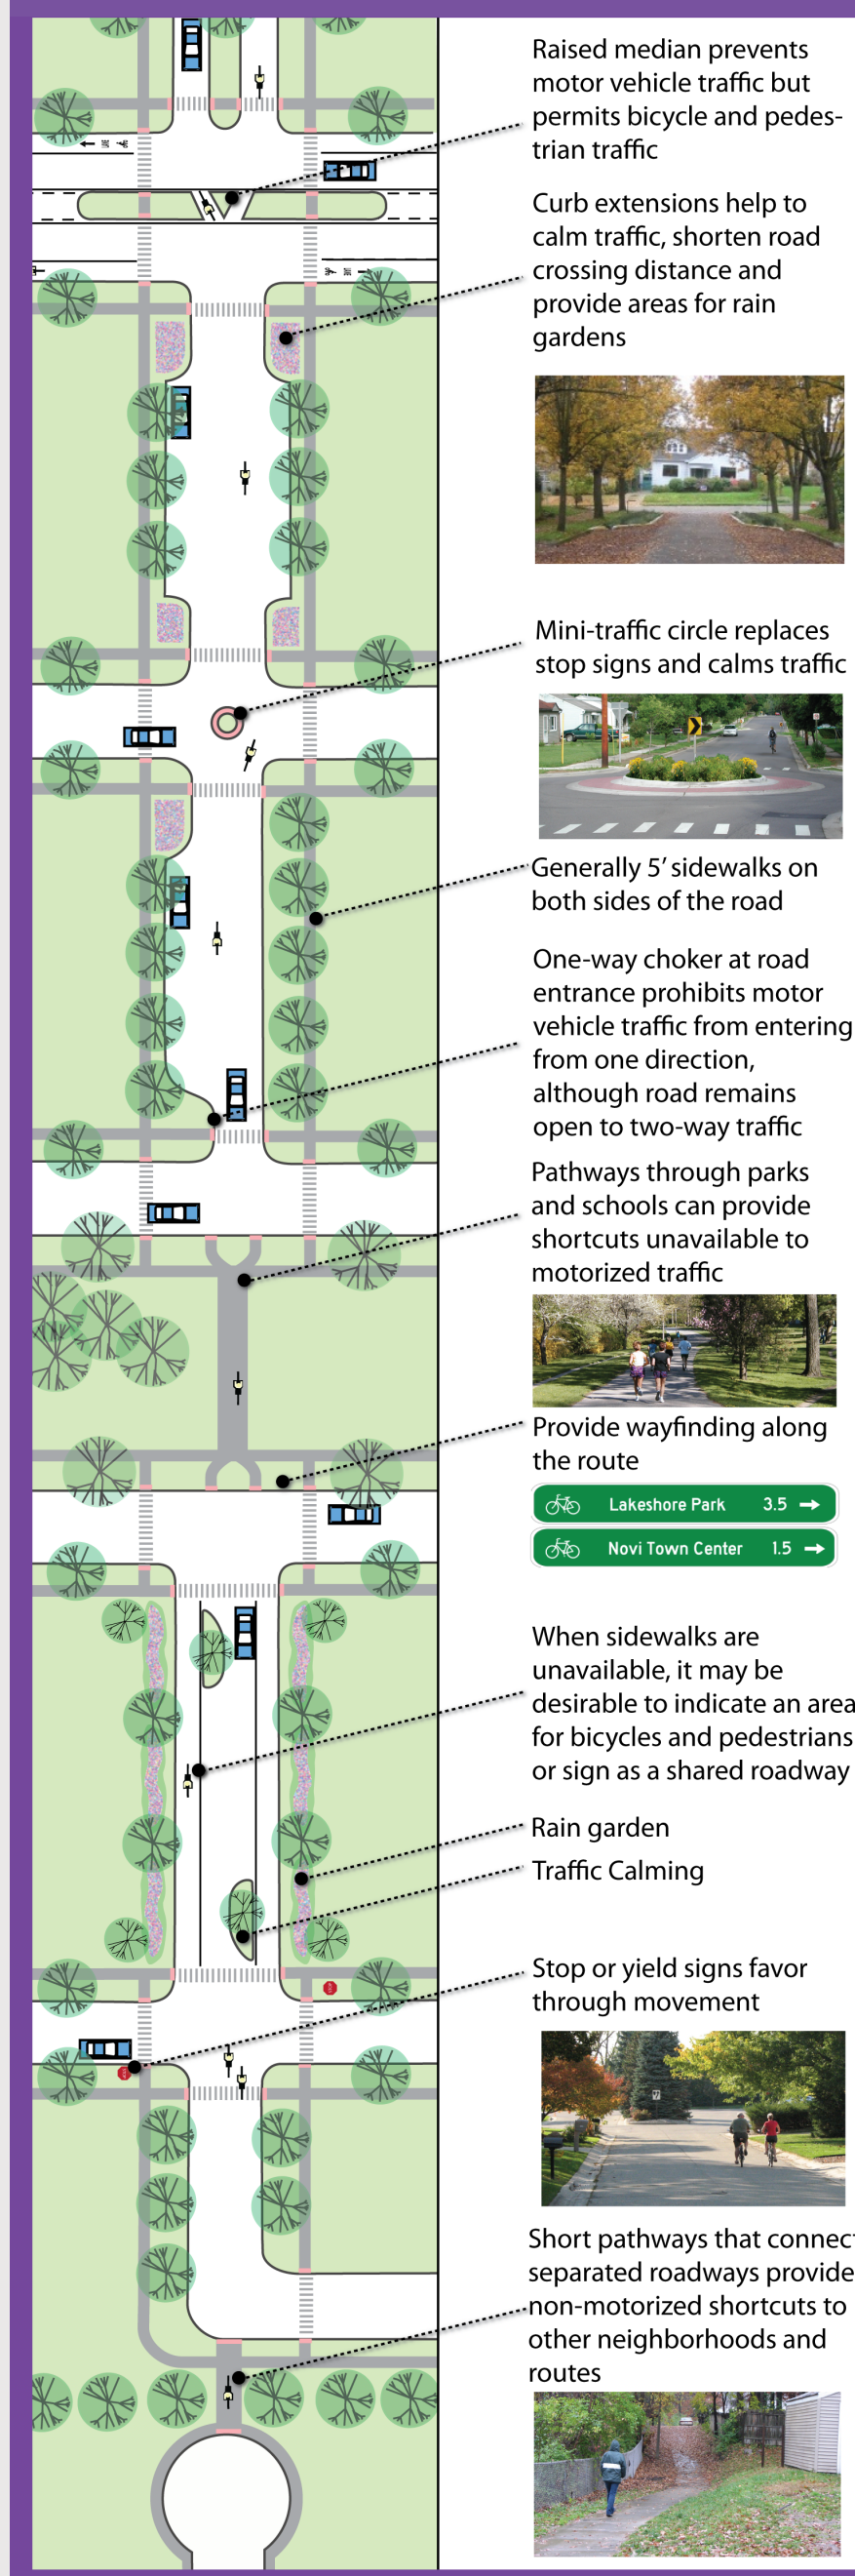 Raised median prevents
motor vehicle traffic but
permits bicycle and pedes-
trian traffic
Curb extensions help to
calm traffic, shorten road
crossing distance and
provide areas for rain
gardens
Mini-traffic circle replaces
stop signs and calms traffic
Generally 5' sidewalks on
both sides of the road
One-way choker at road
entrance prohibits motor
vehicle traffic from entering
from one direction,
although road remains
open to two-way traffic
Pathways through parks
and schools can provide
shortcuts unavailable to
motorized traffic
Provide wayfinding along
the route
Lakeshore Park 3.5
Novi Town Center 1.5
When sidewalks are
unavailable, it may be
desirable to indicate an area
for bicycles and pedestrians
or sign as a shared roadway
Rain garden
Traffic Calming
Stop or yield signs favor
through movement
Short pathways that connect
separated roadways provide
non-motorized shortcuts to
other neighborhoods and
routes